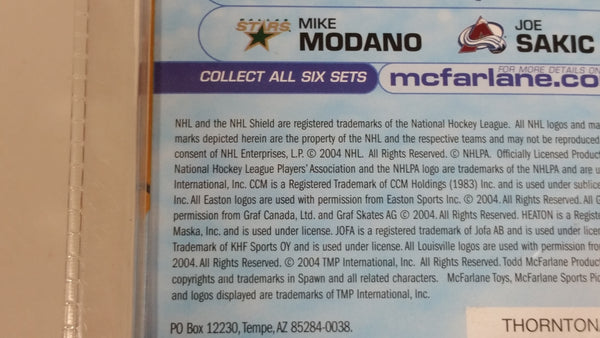 DALLAS STARS MIKE MODANO JOE SAKIC
COLLECT ALL SIX SETS FOR MORE DETAILS ON mcfarlane.co
NHL and the NHL Shield are registered trademarks of the National Hockey League. All NHL logos and ma
marks depicted herein are the property of the NHL and the respective teams and may not be reproduced
consent of NHL Enterprises, L.P. © 2004 NHL. All Rights Reserved. © NHLPA. Officially Licensed Product
National Hockey League Players' Association and the NHLPA logo are trademarks of the NHLPA and are u
International, Inc. CCM is a Registered Trademark of CCM Holdings (1983) Inc. and is used under sublice
Inc. All Easton logos are used with permission from Easton Sports Inc. © 2004. All Rights Reserved. All G
permission from Graf Canada, Ltd. and Graf Skates AG © 2004. All Rights Reserved. HEATON is a Registe
Maska, Inc. and is used under license. JOFA is a registered trademark of Jofa AB and is used under licen
Trademark of KHF Sports OY and is used under license. All Louisville logos are used with permission from
2004. All Rights Reserved. © 2004 TMP International, Inc. All Rights Reserved. Todd McFarlane Produc
copyrights and trademarks in Spawn and all related characters. McFarlane Toys, McFarlane Sports Pic
and logos displayed are trademarks of TMP International, Inc.
PO Box 12230, Tempe, AZ 85284-0038.
THORNTON